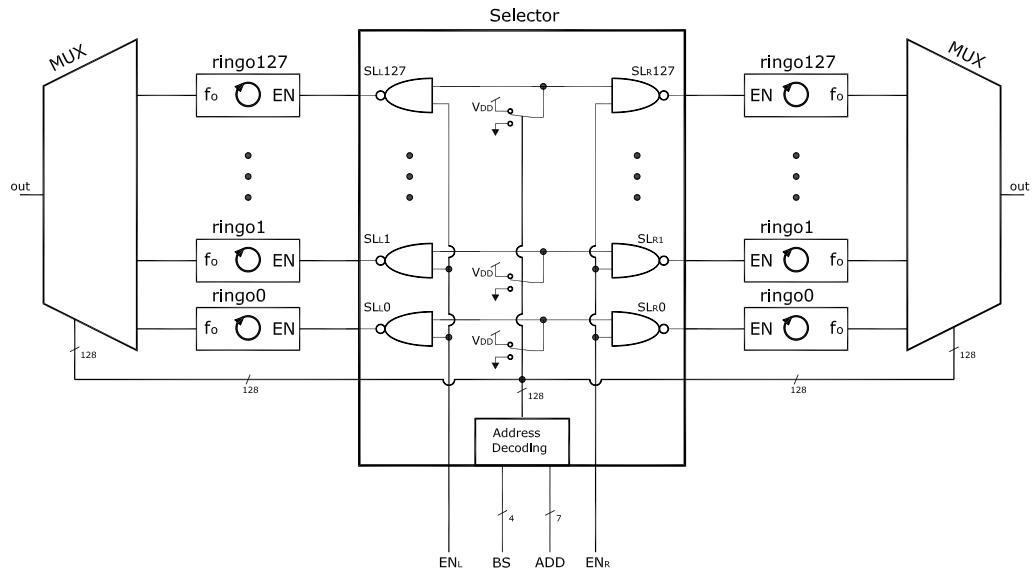 Selector
MUX
MUX
ringo127
SLL127
SLR127
ringo127
fo
EN
VDD
EN
fo
out
out
ringo1
SLL1
SLR1
ringo1
fo
EN
VDD
EN
fo
ringo0
SLL0
SLR0
ringo0
fo
EN
VDD
EN
fo
128
128
128
128
128
Address
Decoding
4
7
ENL
BS
ADD
ENR